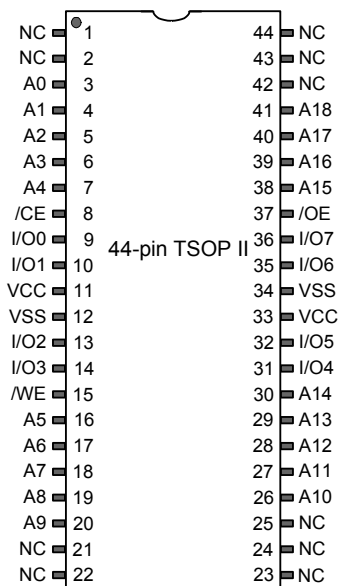 NC 1 44 NC
NC 2 43 NC
A0 3 42 NC
A1 4 41 A18
A2 5 40 A17
A3 6 39 A16
A4 7 38 A15
/CE 8 37 /OE
I/O0 9 36 I/O7
44-pin TSOP II
I/O1 10 35 I/O6
VCC 11 34 VSS
VSS 12 33 VCC
I/O2 13 32 I/O5
I/O3 14 31 I/O4
/WE 15 30 A14
A5 16 29 A13
A6 17 28 A12
A7 18 27 A11
A8 19 26 A10
A9 20 25 NC
NC 21 24 NC
NC 22 23 NC